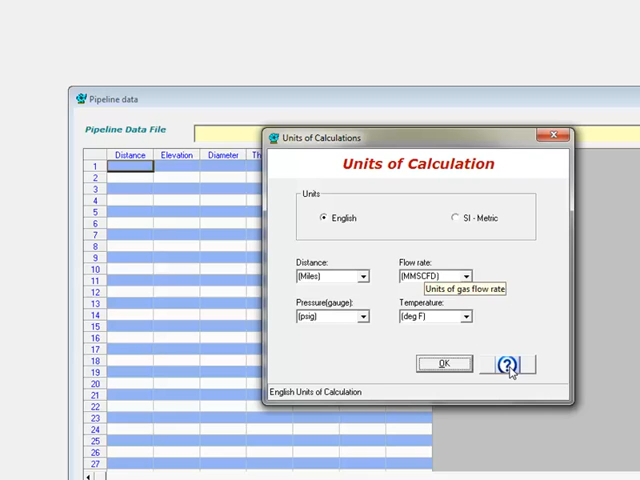 Pipeline data
Pipeline Data File
Distance Elevation Diameter Th
1
2
3
4
5
6
7
8
9
10
11
12
13
14
15
16
17
18
19
20
21
22
23
24
25
26
27
Units of Calculations
Units of Calculation
Units
English SI - Metric
Distance: Flow rate:
(Miles) (MMSCFD)
Units of gas flow rate
Pressure(gauge): Temperature:
(psig) (deg F)
OK
English Units of Calculation